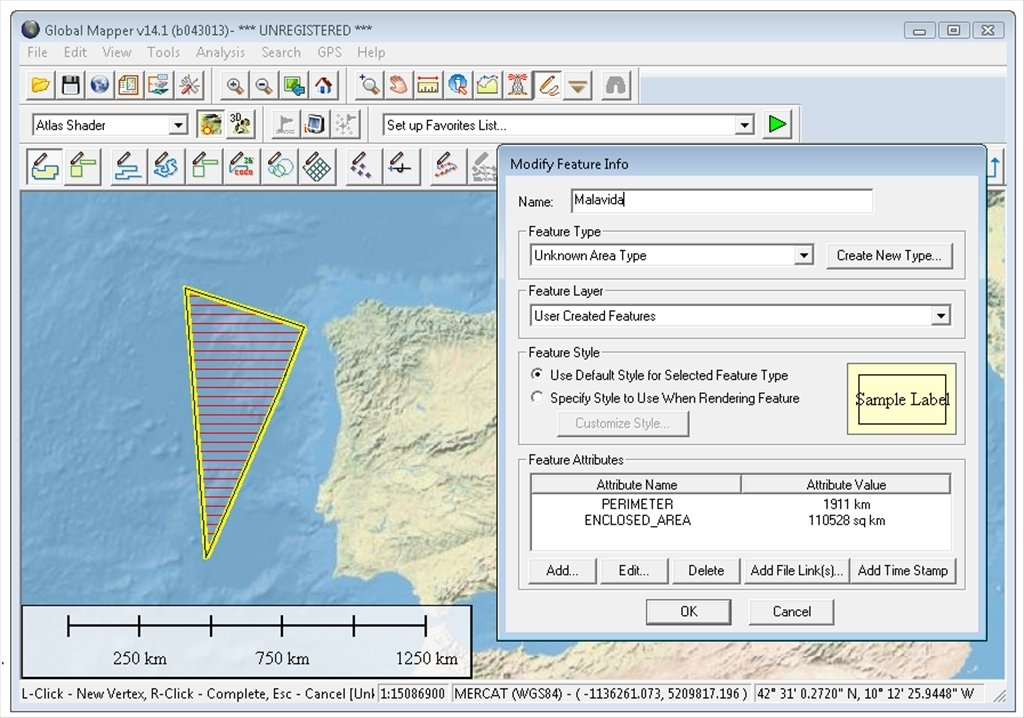 Global Mapper v14.1 (b043013)- *** UNREGISTERED ***
File Edit View Tools Analysis Search GPS Help
Atlas Shader
3D
Set up Favorites List...
Modify Feature Info
Name: Malavida
Feature Type
Unknown Area Type
Create New Type...
Feature Layer
User Created Features
Feature Style
Use Default Style for Selected Feature Type
Specify Style to Use When Rendering Feature
Customize Style...
Sample Label
Feature Attributes
Attribute Name Attribute Value
PERIMETER 1911 km
ENCLOSED_AREA 110528 sq km
Add... Edit... Delete Add File Link(s)... Add Time Stamp
OK Cancel
250 km 750 km 1250 km
L-Click - New Vertex, R-Click - Complete, Esc - Cancel [Unl 1:15086900 MERCAT (WGS84) - ( -1136261.073, 5209817.196 ) 42° 31' 0.2720" N, 10° 12' 25.9448" W